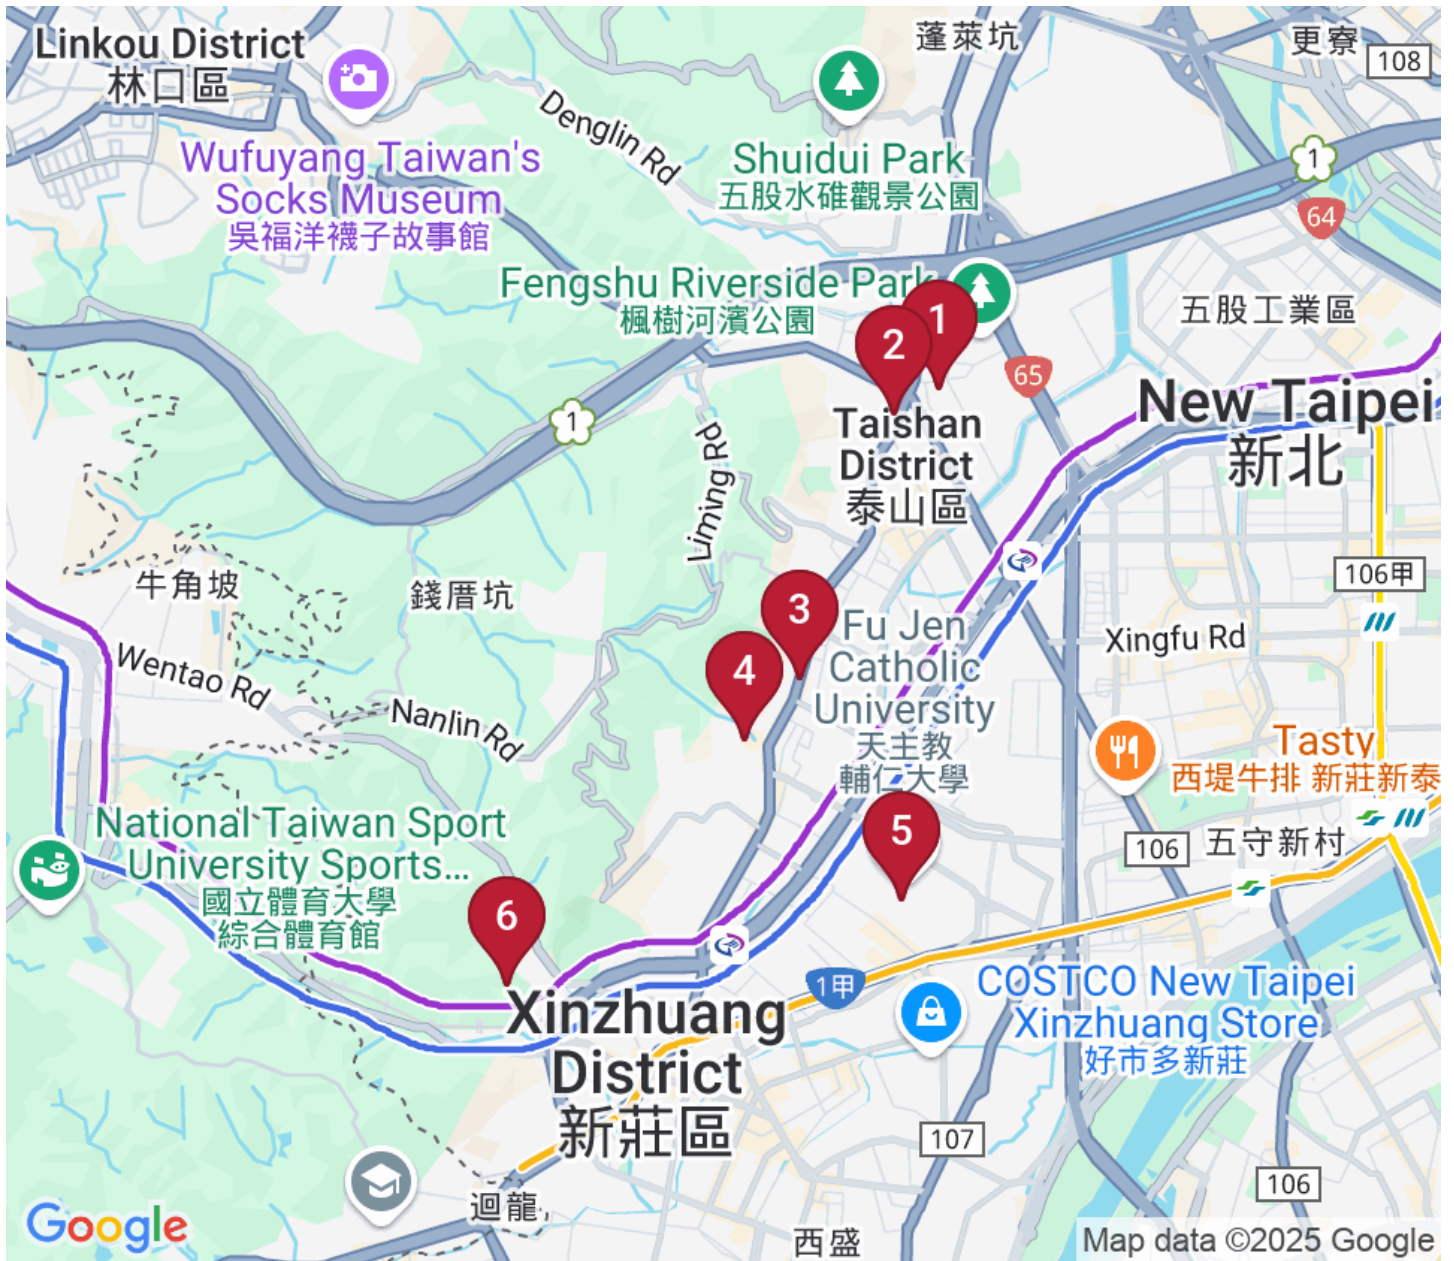 Linkou District
林口區
蓬萊坑
更寮
108
Denglin Rd
Wufuyang Taiwan's
Socks Museum
吳福洋襪子故事館
Shuidui Park
五股水碓觀景公園
1
64
Fengshu Riverside Park
楓樹河濱公園
五股工業區
1
2
65
1
Taishan
District
泰山區
New Taipei
新北
Liming Rd
牛角坡
錢厝坑
106甲
3
Fu Jen
Catholic
University
天主教
輔仁大學
Xingfu Rd
4
Wentao Rd
Nanlin Rd
Tasty
西堤牛排 新莊新泰
National Taiwan Sport
University Sports...
國立體育大學
綜合體育館
5
106
五守新村
6
1甲
COSTCO New Taipei
Xinzhuang Store
好市多新莊
Xinzhuang
District
新莊區
107
106
迴龍
西盛
Google
Map data ©2025 Google